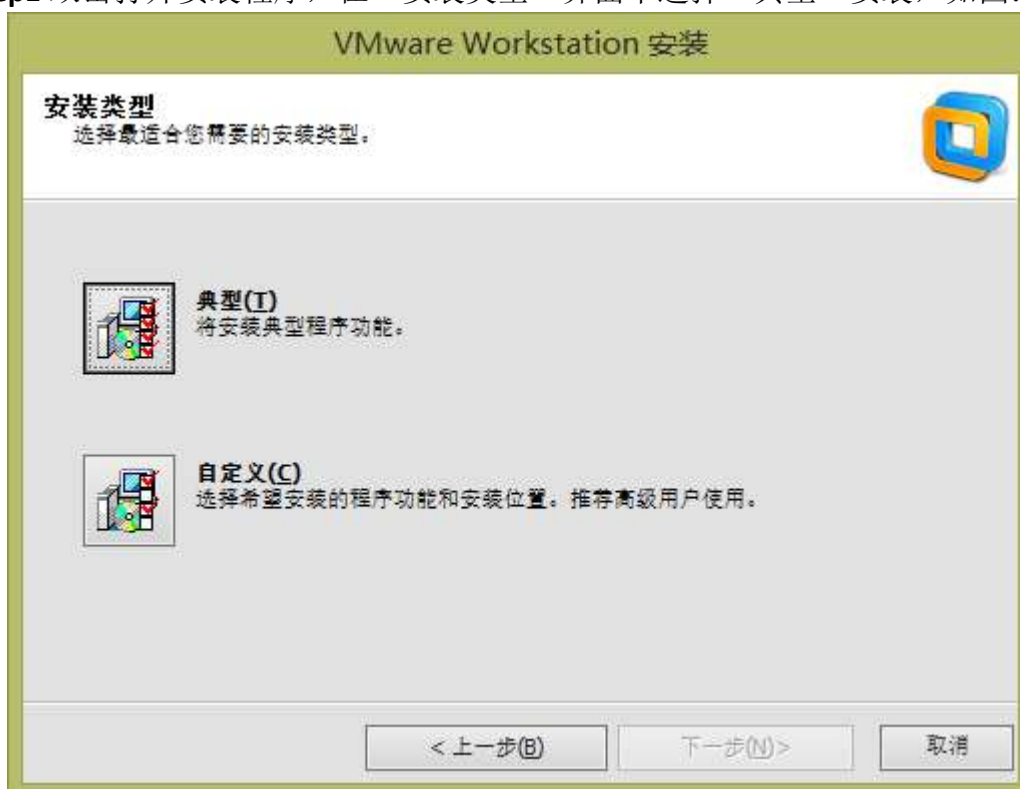 VMware Workstation 安装
安装类型
选择最适合您需要的安装类型。
典型(T)
将安装典型程序功能。
自定义(C)
选择希望安装的程序功能和安装位置。推荐高级用户使用。
<上一步(B) 下一步(N)> 取消